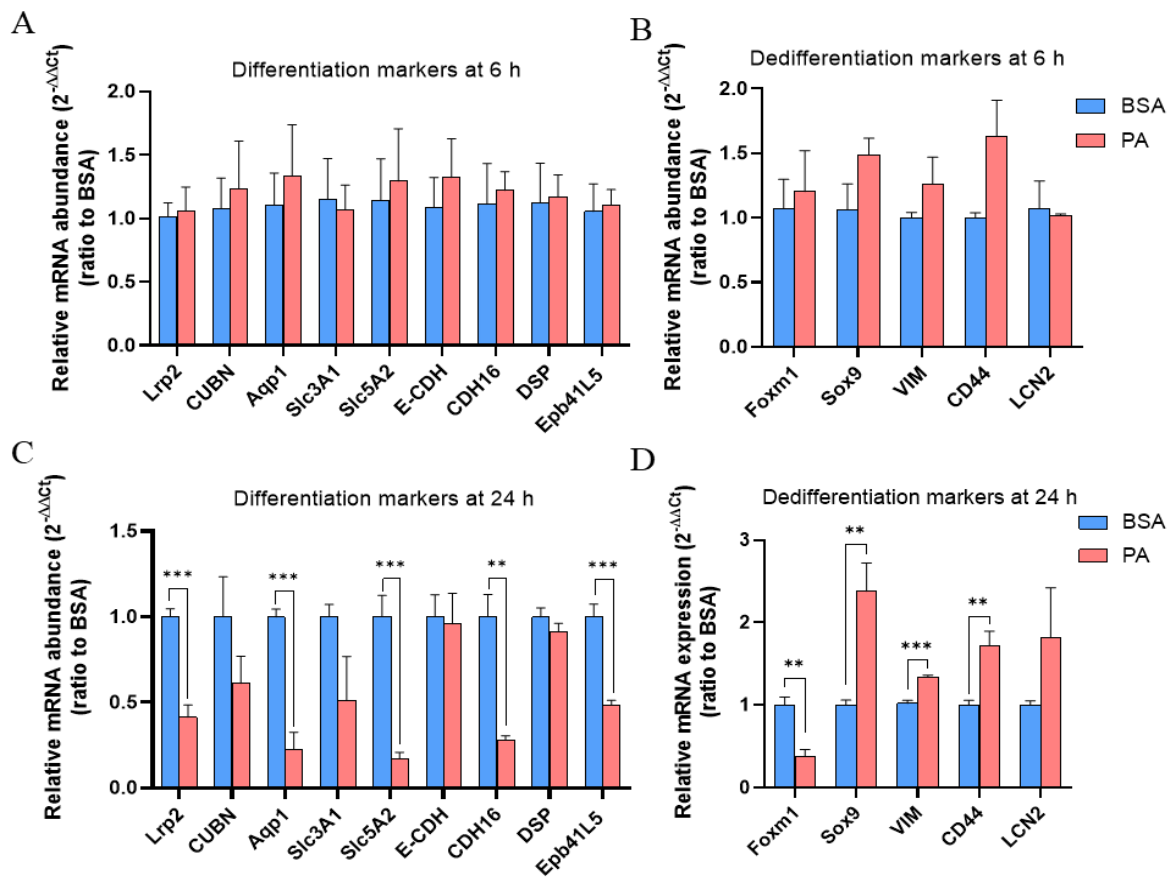 A
Differentiation markers at 6 h
Relative mRNA abundance (2^-ΔΔCt)
(ratio to BSA)
2.0
1.5
1.0
0.5
0.0
Lrp2
CUBN
Aqp1
Slc3A1
Slc5A2
E-CDH
CDH16
DSP
Epb41L5
B
Dedifferentiation markers at 6 h
Relative mRNA abundance (2^-ΔΔCt)
(ratio to BSA)
2.0
1.5
1.0
0.5
0.0
Foxm1
Sox9
VIM
CD44
LCN2
BSA
PA
C
Differentiation markers at 24 h
Relative mRNA abundance (2^-ΔΔCt)
(ratio to BSA)
1.5
1.0
0.5
0.0
***
***
***
**
***
Lrp2
CUBN
Aqp1
Slc3A1
Slc5A2
E-CDH
CDH16
DSP
Epb41L5
D
Dedifferentiation markers at 24 h
Relative mRNA expression (2^-ΔΔCt)
(ratio to BSA)
3
2
1
0
**
**
***
**
Foxm1
Sox9
VIM
CD44
LCN2
BSA
PA